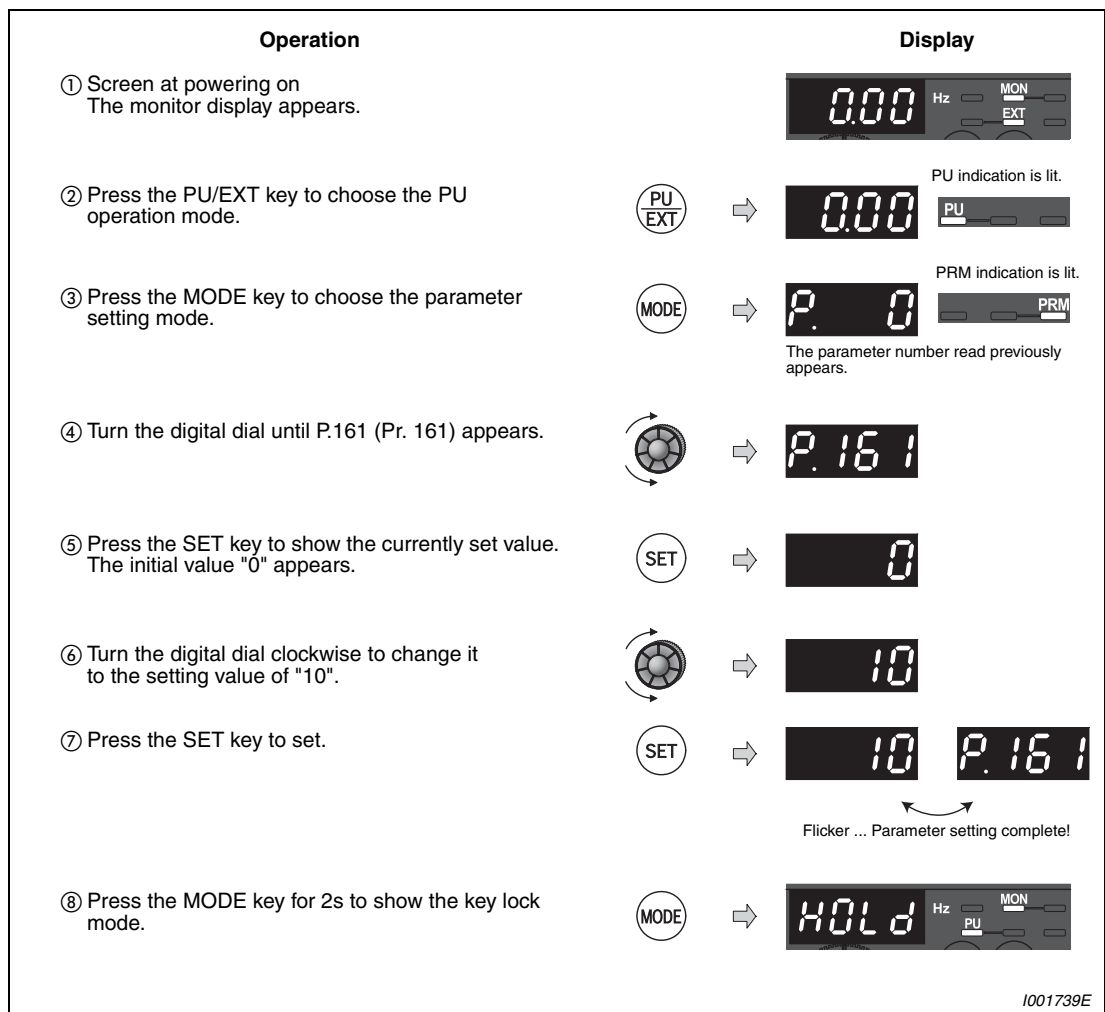 Operation
Display
① Screen at powering on
The monitor display appears.
0.00 Hz MON
EXT
② Press the PU/EXT key to choose the PU
operation mode.
PU
EXT
0.00
PU indication is lit.
PU
③ Press the MODE key to choose the parameter
setting mode.
MODE
P. 0
PRM indication is lit.
PRM
The parameter number read previously
appears.
④ Turn the digital dial until P.161 (Pr. 161) appears.
P. 161
⑤ Press the SET key to show the currently set value.
The initial value "0" appears.
SET
0
⑥ Turn the digital dial clockwise to change it
to the setting value of "10".
10
⑦ Press the SET key to set.
SET
10
P. 161
Flicker ... Parameter setting complete!
⑧ Press the MODE key for 2s to show the key lock
mode.
MODE
HOLd Hz MON
PU
I001739E